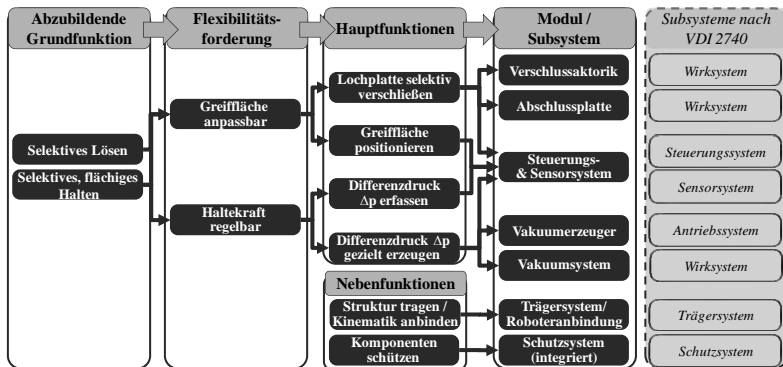 Abzubildende
Grundfunktion
Flexibilitäts-
forderung
Hauptfunktionen
Modul /
Subsystem
Subsysteme nach
VDI 2740
Selektives Lösen
Selektives, flächiges
Halten
Greiffläche
anpassbar
Haltekraft
regelbar
Lochplatte selektiv
verschließen
Greiffläche
positionieren
Differenzdruck
Δp erfassen
Differenzdruck Δp
gezielt erzeugen
Nebenfunktionen
Struktur tragen /
Kinematik anbinden
Komponenten
schützen
Verschlussaktorik
Abschlussplatte
Steuerungs-
& Sensorsystem
Vakuumerzeuger
Vakuumsystem
Trägersystem/
Roboteranbindung
Schutzsystem
(integriert)
Wirksystem
Wirksystem
Steuerungssystem
Sensorsystem
Antriebssystem
Wirksystem
Trägersystem
Schutzsystem